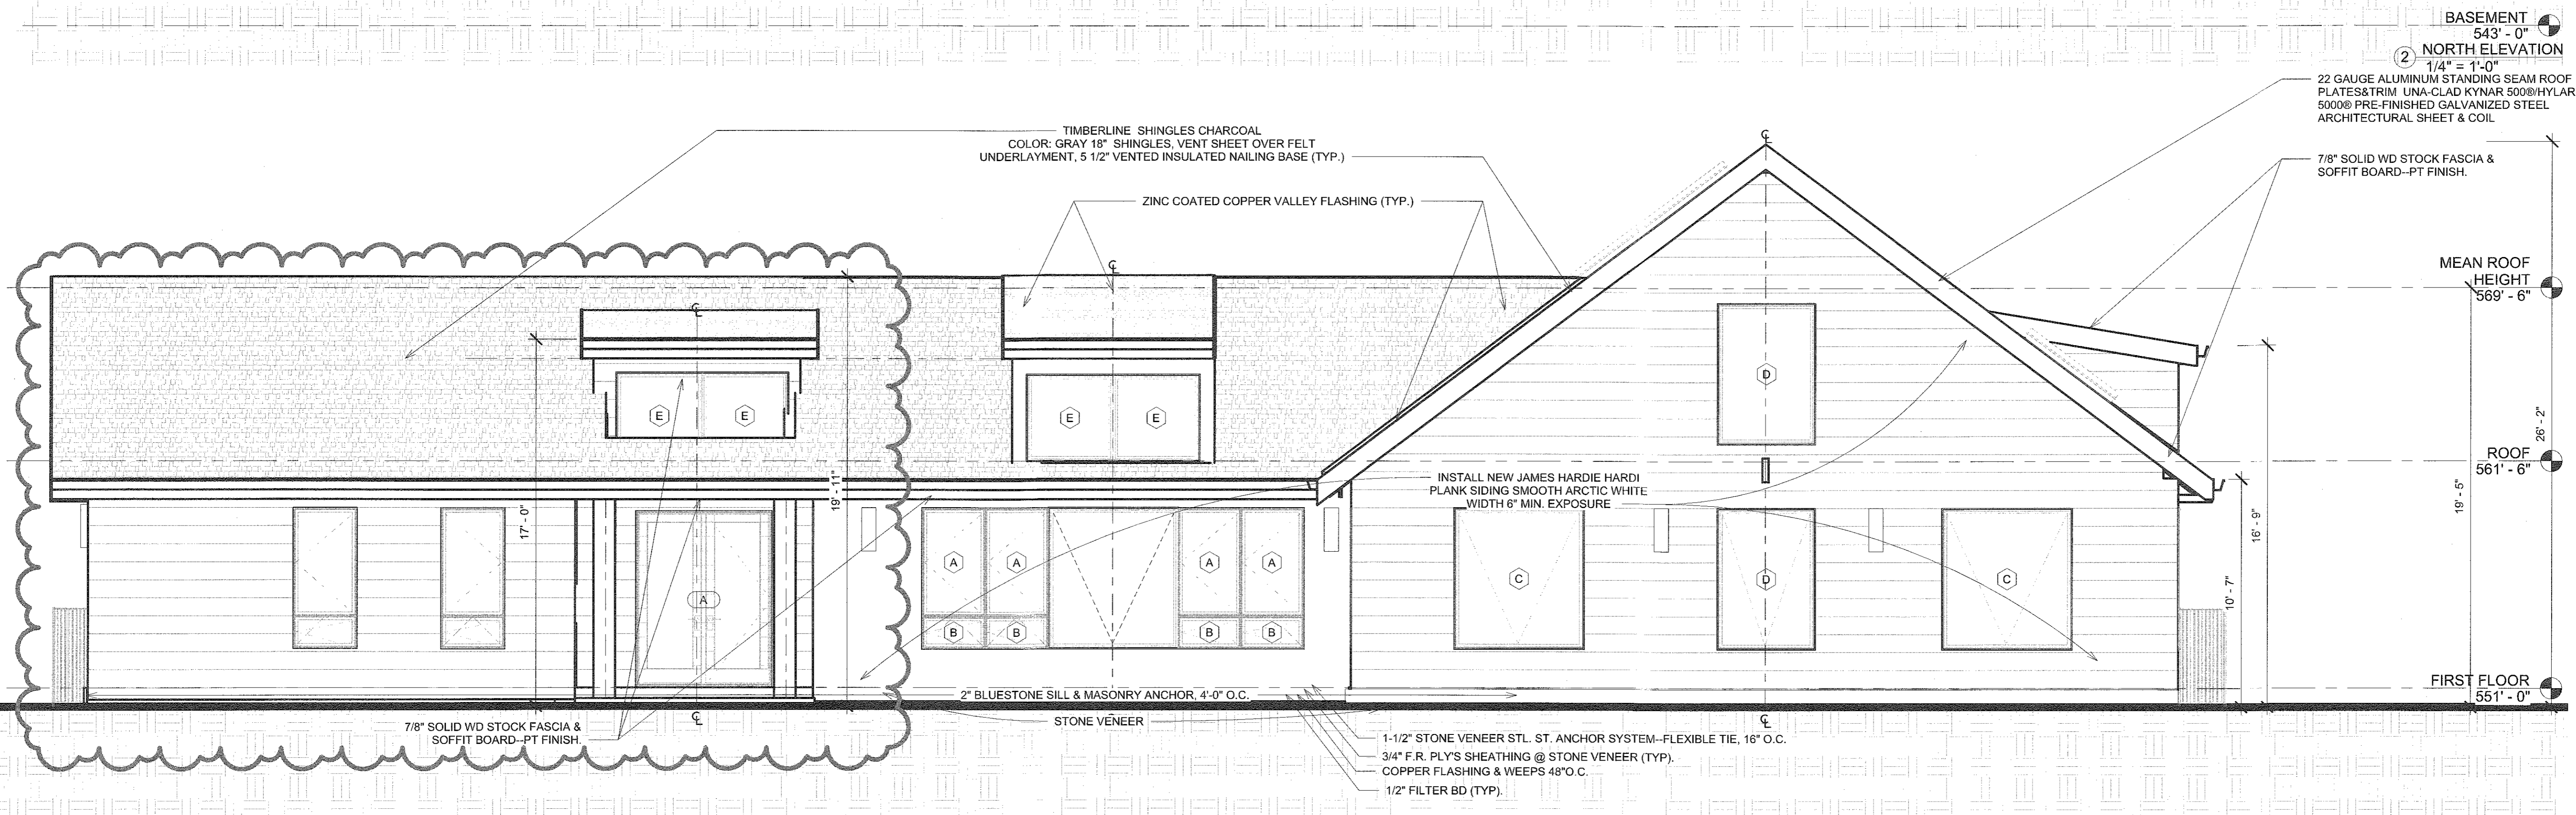 BASEMENT
543' - 0"
2 NORTH ELEVATION
1/4" = 1'-0"
22 GAUGE ALUMINUM STANDING SEAM ROOF
PLATES&TRIM UNA-CLAD KYNAR 500®/HYLAR
5000® PRE-FINISHED GALVANIZED STEEL
ARCHITECTURAL SHEET & COIL
TIMBERLINE SHINGLES CHARCOAL
COLOR: GRAY 18" SHINGLES, VENT SHEET OVER FELT
UNDERLAYMENT, 5 1/2" VENTED INSULATED NAILING BASE (TYP.)
7/8" SOLID WD STOCK FASCIA &
SOFFIT BOARD--PT FINISH.
ZINC COATED COPPER VALLEY FLASHING (TYP.)
MEAN ROOF
HEIGHT
569' - 6"
D
E E
E E
26' - 2"
ROOF
561' - 6"
INSTALL NEW JAMES HARDIE HARDI
PLANK SIDING SMOOTH ARCTIC WHITE
WIDTH 6" MIN. EXPOSURE
17' - 0"
19' - 11"
19' - 5"
16' - 9"
10' - 7"
A A A A
C D C
A
B B B B
FIRST FLOOR
551' - 0"
2" BLUESTONE SILL & MASONRY ANCHOR, 4'-0" O.C.
STONE VENEER
7/8" SOLID WD STOCK FASCIA &
SOFFIT BOARD--PT FINISH.
1-1/2" STONE VENEER STL. ST. ANCHOR SYSTEM--FLEXIBLE TIE, 16" O.C.
3/4" F.R. PLY'S SHEATHING @ STONE VENEER (TYP).
COPPER FLASHING & WEEPS 48"O.C.
1/2" FILTER BD (TYP).